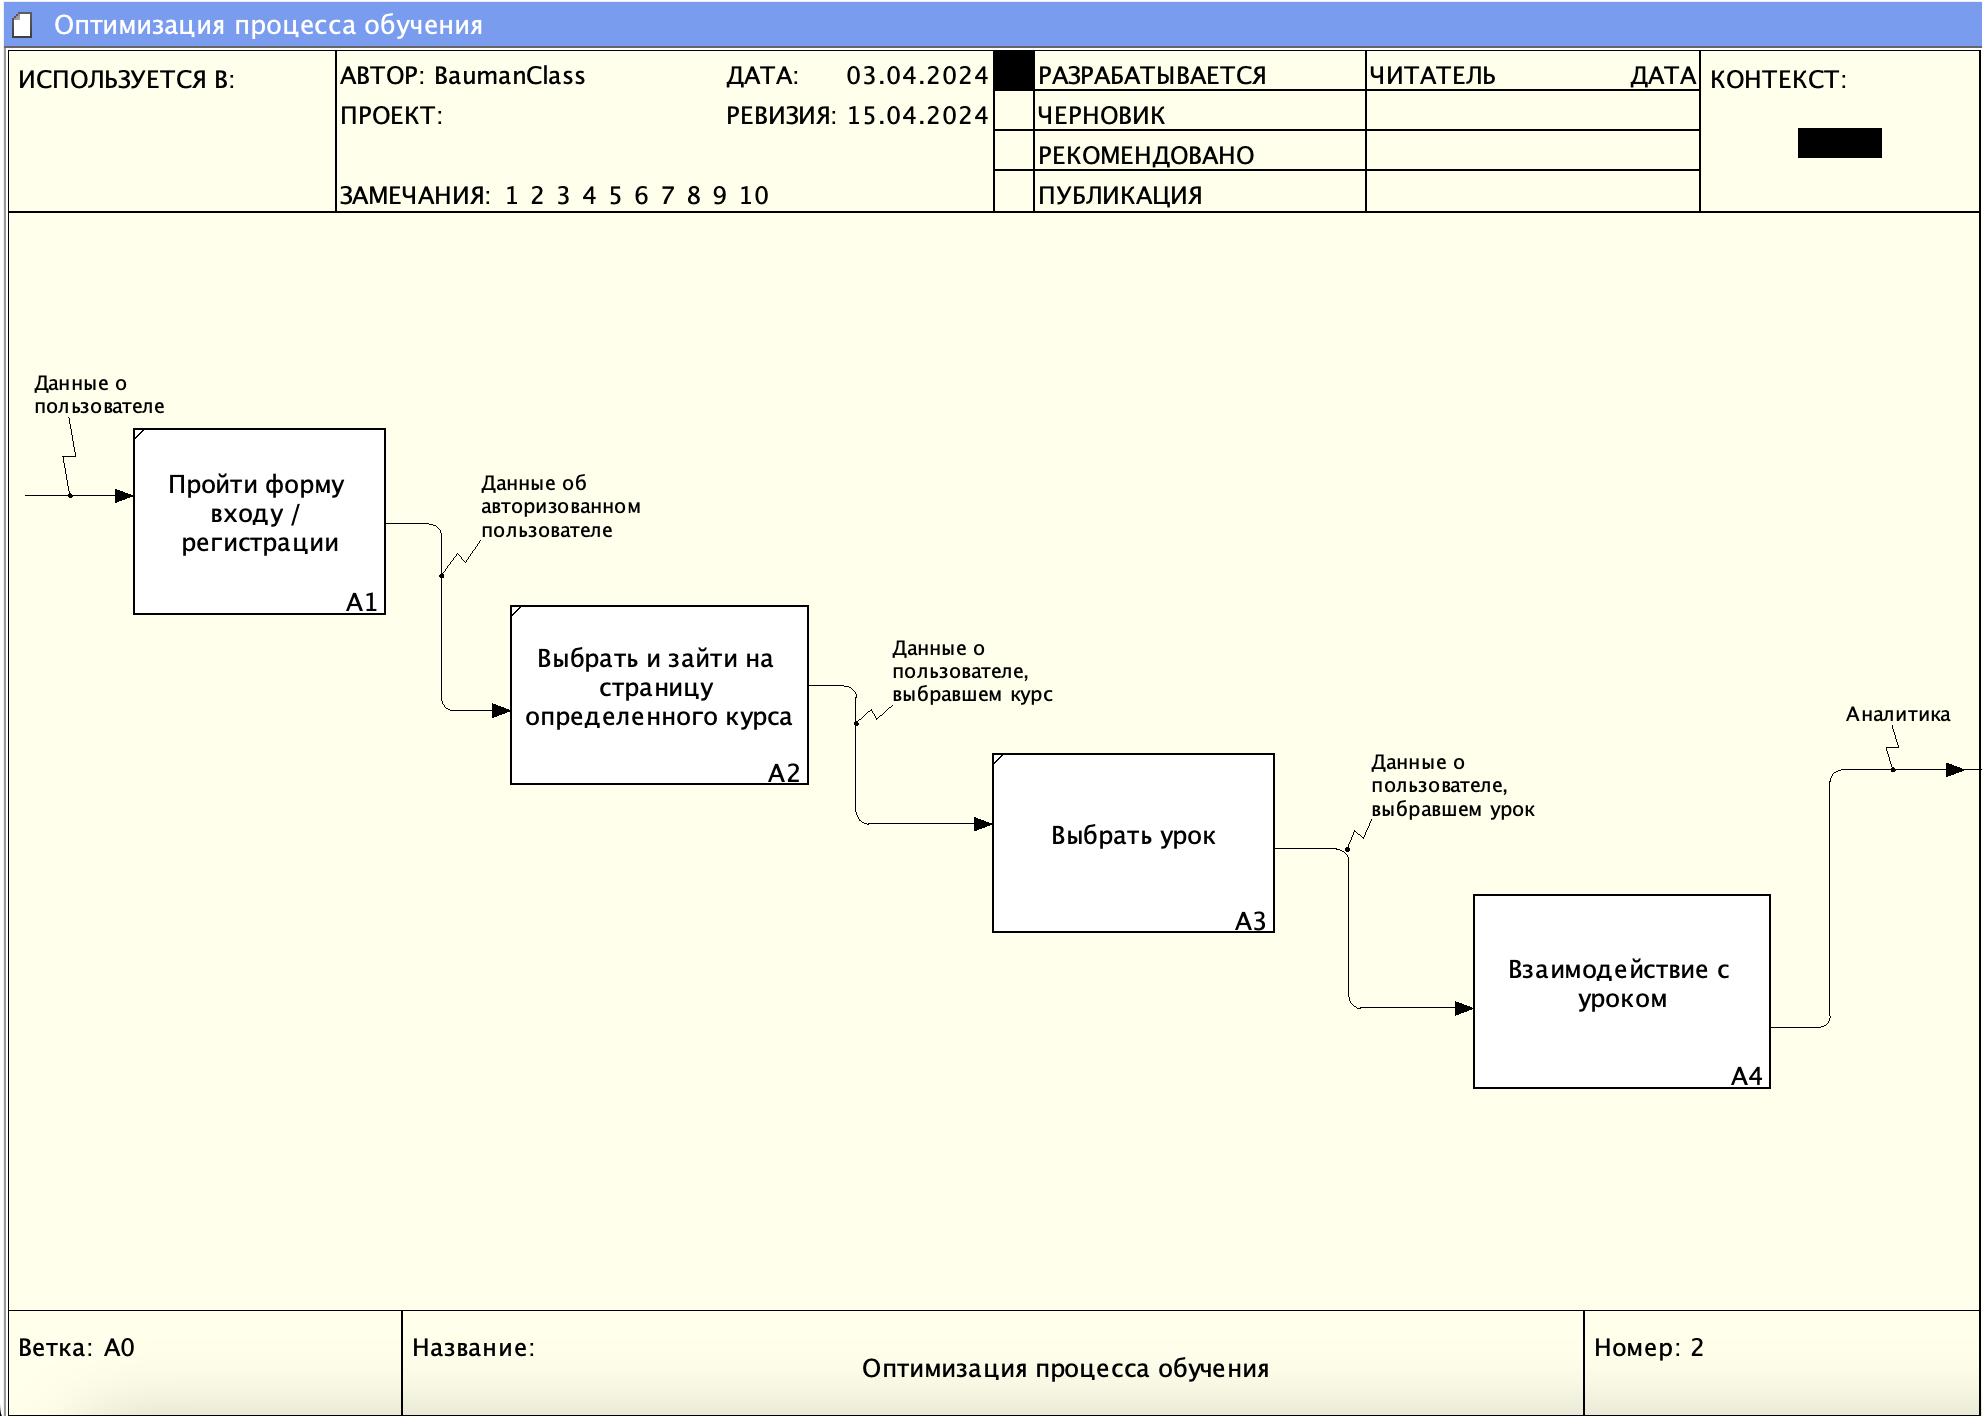 Оптимизация процесса обучения
ИСПОЛЬЗУЕТСЯ В:
АВТОР: BaumanClass
ДАТА: 03.04.2024
ПРОЕКТ:
РЕВИЗИЯ: 15.04.2024
ЗАМЕЧАНИЯ: 1 2 3 4 5 6 7 8 9 10
РАЗРАБАТЫВАЕТСЯ
ЧЕРНОВИК
РЕКОМЕНДОВАНО
ПУБЛИКАЦИЯ
ЧИТАТЕЛЬ ДАТА
КОНТЕКСТ:
Данные о
пользователе
Пройти форму
входу /
регистрации
A1
Данные об
авторизованном
пользователе
Выбрать и зайти на
страницу
определенного курса
A2
Данные о
пользователе,
выбравшем курс
Выбрать урок
A3
Данные о
пользователе,
выбравшем урок
Взаимодействие с
уроком
A4
Аналитика
Ветка: A0
Название:
Оптимизация процесса обучения
Номер: 2